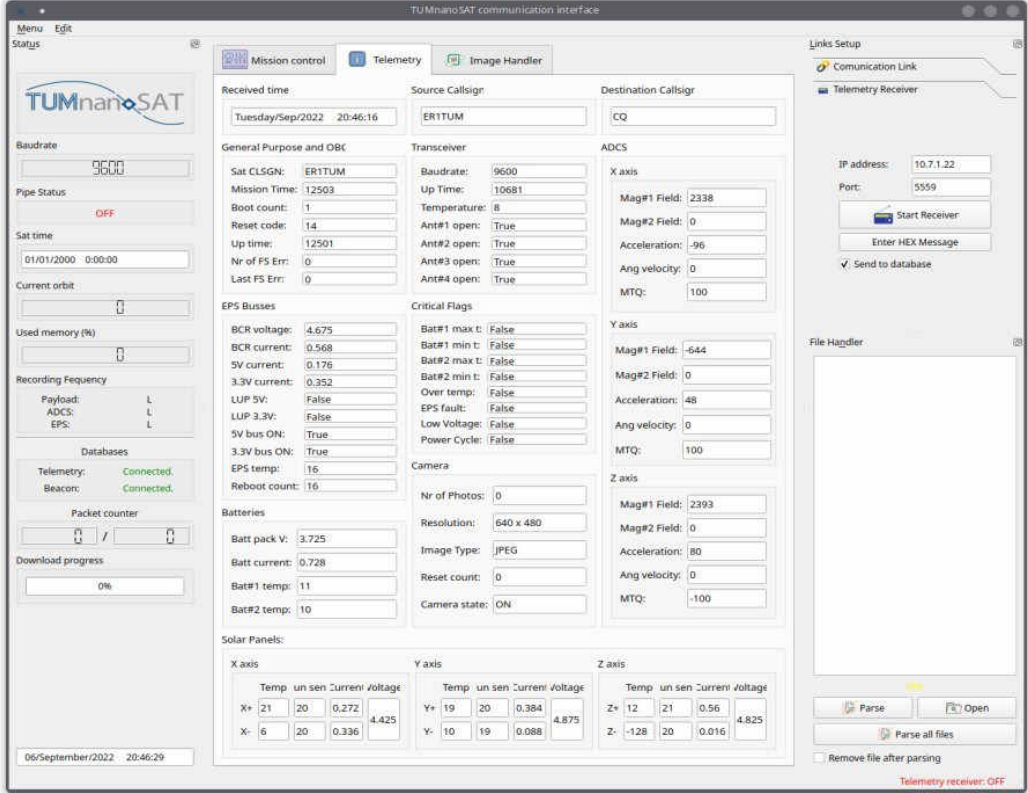 TUMnanoSAT communication interface
Menu Edit
Status
TUMnanoSAT
Baudrate
9600
Pipe Status
OFF
Sat time
01/01/2000 0:00:00
Current orbit
0
Used memory (%)
0
Recording Fequency
Payload: L
ADCS: L
EPS: L
Databases
Telemetry: Connected.
Beacon: Connected.
Packet counter
0 / 0
Download progress
0%
06/September/2022 20:46:29
Mission control Telemetry Image Handler
Received time
Tuesday/Sep/2022 20:46:16
Source Callsigr
ER1TUM
Destination Callsigr
CQ
General Purpose and OBC
Sat CLSGN: ER1TUM
Mission Time: 12503
Boot count: 1
Reset code: 14
Up time: 12501
Nr of FS Err: 0
Last FS Err: 0
EPS Busses
BCR voltage: 4.675
BCR current: 0.568
5V current: 0.176
3.3V current: 0.352
LUP 5V: False
LUP 3.3V: False
5V bus ON: True
3.3V bus ON: True
EPS temp: 16
Reboot count: 16
Batteries
Batt pack V: 3.725
Batt current: 0.728
Bat#1 temp: 11
Bat#2 temp: 10
Transceiver
Baudrate: 9600
Up Time: 10681
Temperature: 8
Ant#1 open: True
Ant#2 open: True
Ant#3 open: True
Ant#4 open: True
Critical Flags
Bat#1 max t: False
Bat#1 min t: False
Bat#2 max t: False
Bat#2 min t: False
Over temp: False
EPS fault: False
Low Voltage: False
Power Cycle: False
Camera
Nr of Photos: 0
Resolution: 640 x 480
Image Type: JPEG
Reset count: 0
Camera state: ON
ADCS
X axis
Mag#1 Field: 2338
Mag#2 Field: 0
Acceleration: -96
Ang velocity: 0
MTQ: 100
Y axis
Mag#1 Field: -644
Mag#2 Field: 0
Acceleration: 48
Ang velocity: 0
MTQ: 100
Z axis
Mag#1 Field: 2393
Mag#2 Field: 0
Acceleration: 80
Ang velocity: 0
MTQ: -100
Solar Panels:
X axis
Temp un sen Current Voltage
X+ 21 20 0.272
4.425
X- 6 20 0.336
Y axis
Temp un sen Current Voltage
Y+ 19 20 0.384
4.875
Y- 10 19 0.088
Z axis
Temp un sen Current Voltage
Z+ 12 21 0.56
4.825
Z- -128 20 0.016
Links Setup
Comunication Link
Telemetry Receiver
IP address: 10.7.1.22
Port: 5559
Start Receiver
Enter HEX Message
Send to database
File Handler
Parse Open
Parse all files
Remove file after parsing
Telemetry receiver: OFF